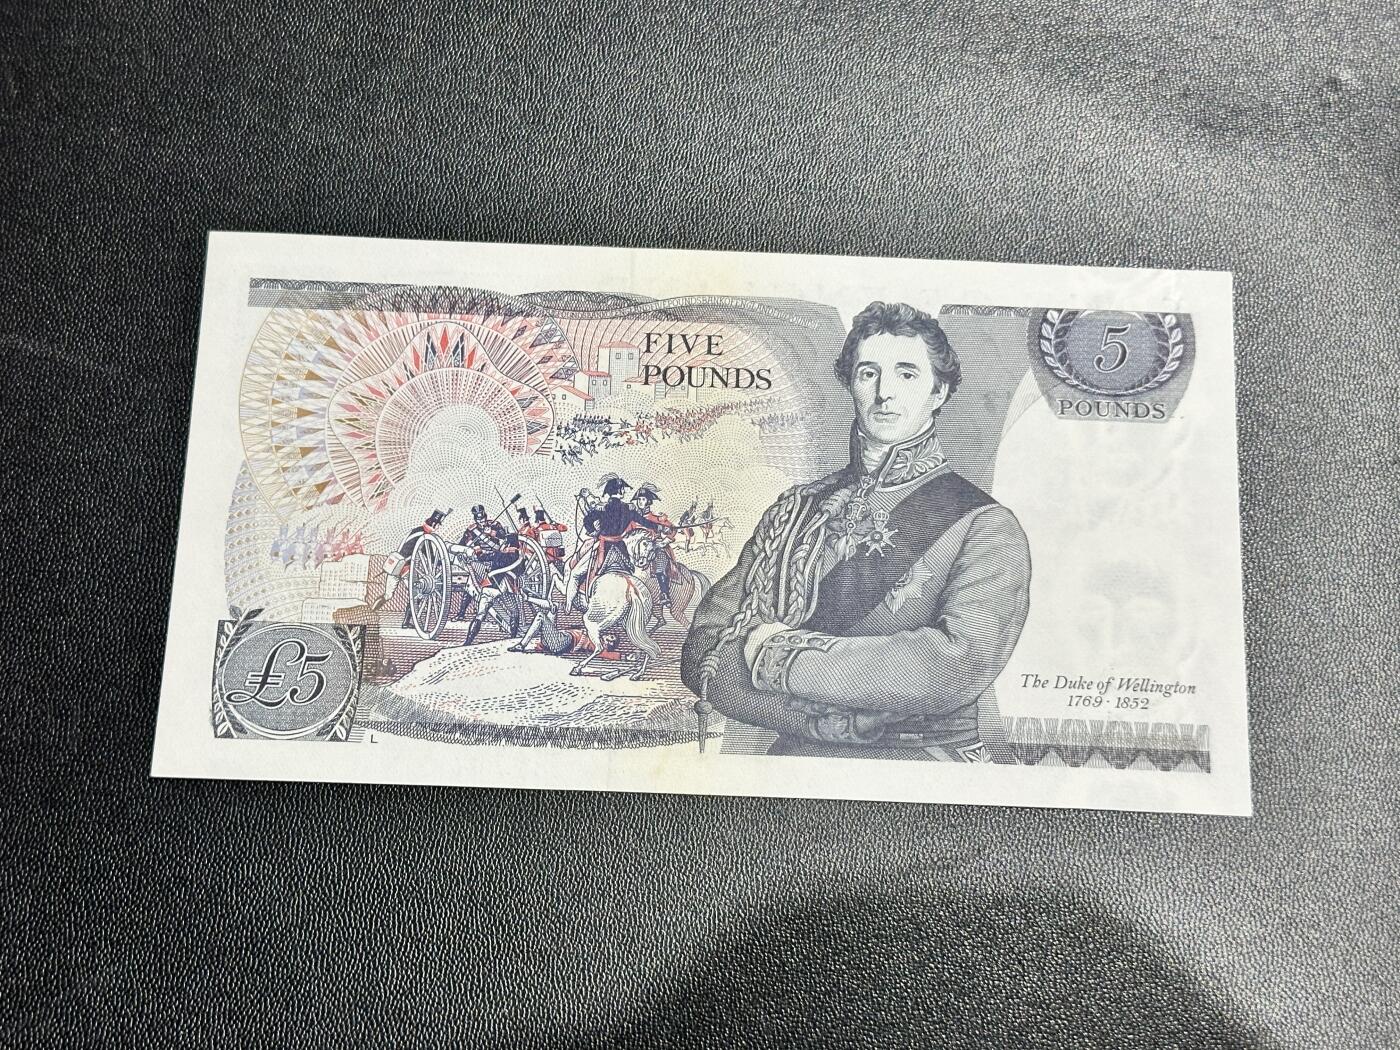 FIVE
POUNDS
5
POUNDS
£5
L
The Duke of Wellington
1769 · 1852